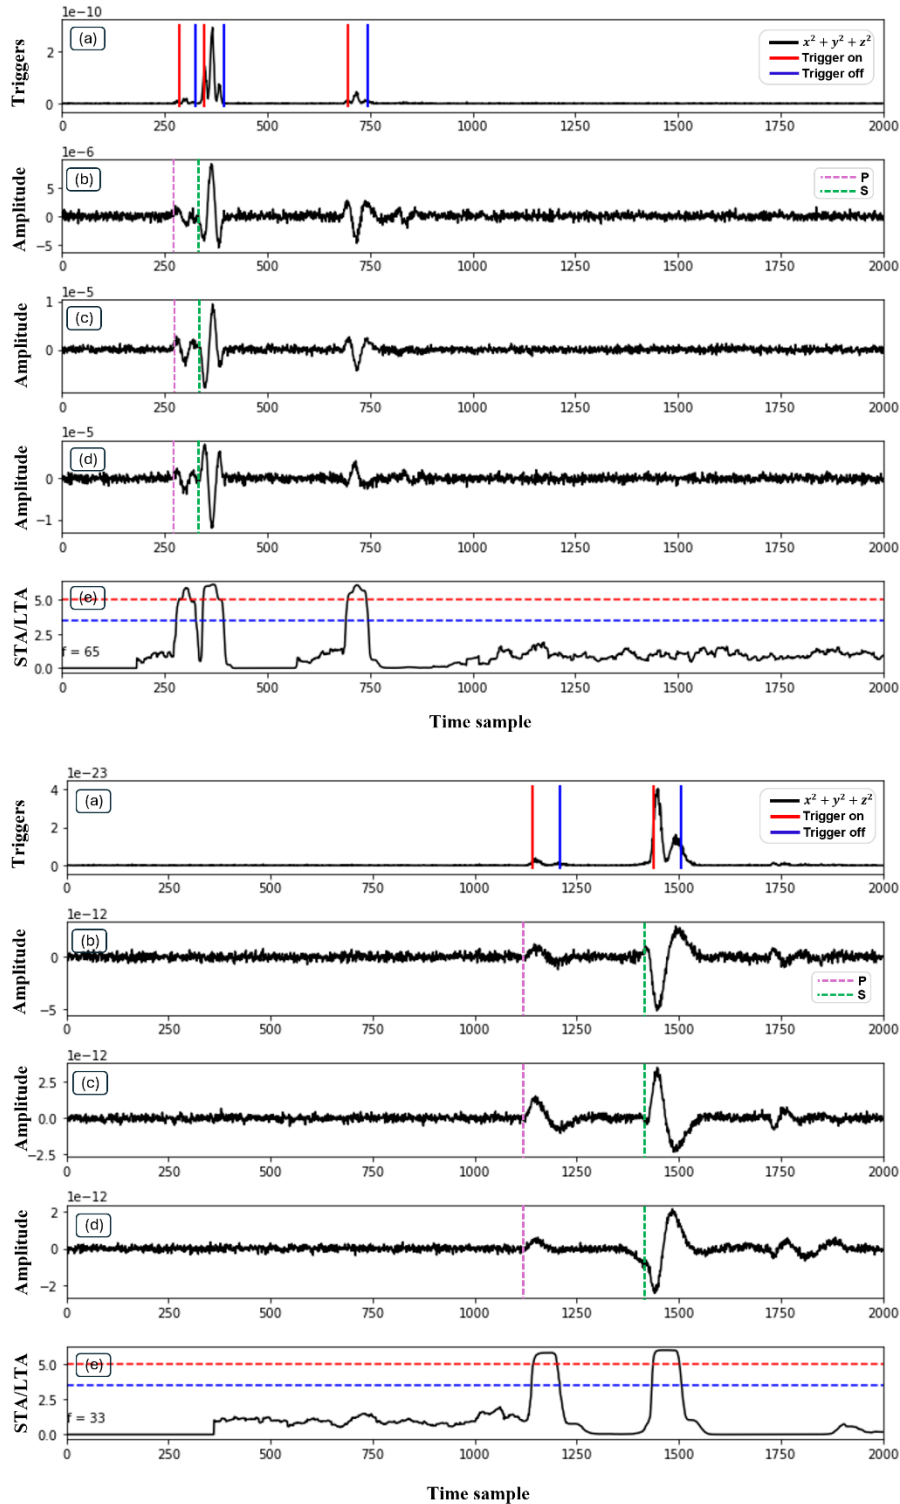 1e−10
(a)
Triggers
2
0
x² + y² + z²
Trigger on
Trigger off
0 250 500 750 1000 1250 1500 1750 2000
1e−6
(b)
Amplitude
5
0
−5
P
S
0 250 500 750 1000 1250 1500 1750 2000
1e−5
(c)
Amplitude
1
0
0 250 500 750 1000 1250 1500 1750 2000
1e−5
(d)
Amplitude
0
−1
0 250 500 750 1000 1250 1500 1750 2000
(e)
STA/LTA
5.0
2.5
0.0
f = 65
0 250 500 750 1000 1250 1500 1750 2000
Time sample
1e−23
(a)
Triggers
4
2
0
x² + y² + z²
Trigger on
Trigger off
0 250 500 750 1000 1250 1500 1750 2000
1e−12
(b)
Amplitude
0
−5
P
S
0 250 500 750 1000 1250 1500 1750 2000
1e−12
(c)
Amplitude
2.5
0.0
−2.5
0 250 500 750 1000 1250 1500 1750 2000
1e−12
(d)
Amplitude
2
0
−2
0 250 500 750 1000 1250 1500 1750 2000
(e)
STA/LTA
5.0
2.5
0.0
f = 33
0 250 500 750 1000 1250 1500 1750 2000
Time sample